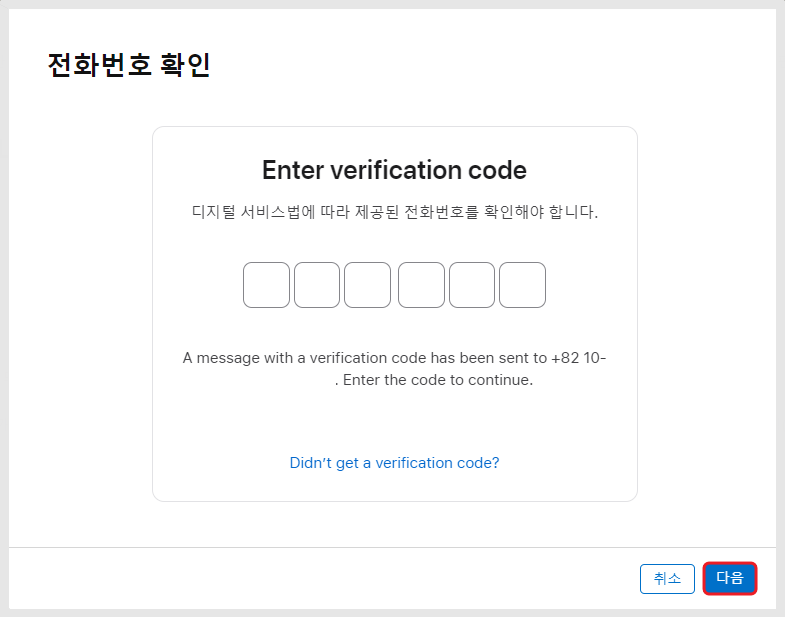 전화번호 확인
Enter verification code
디지털 서비스법에 따라 제공된 전화번호를 확인해야 합니다.
A message with a verification code has been sent to +82 10-
. Enter the code to continue.
Didn't get a verification code?
취소 다음